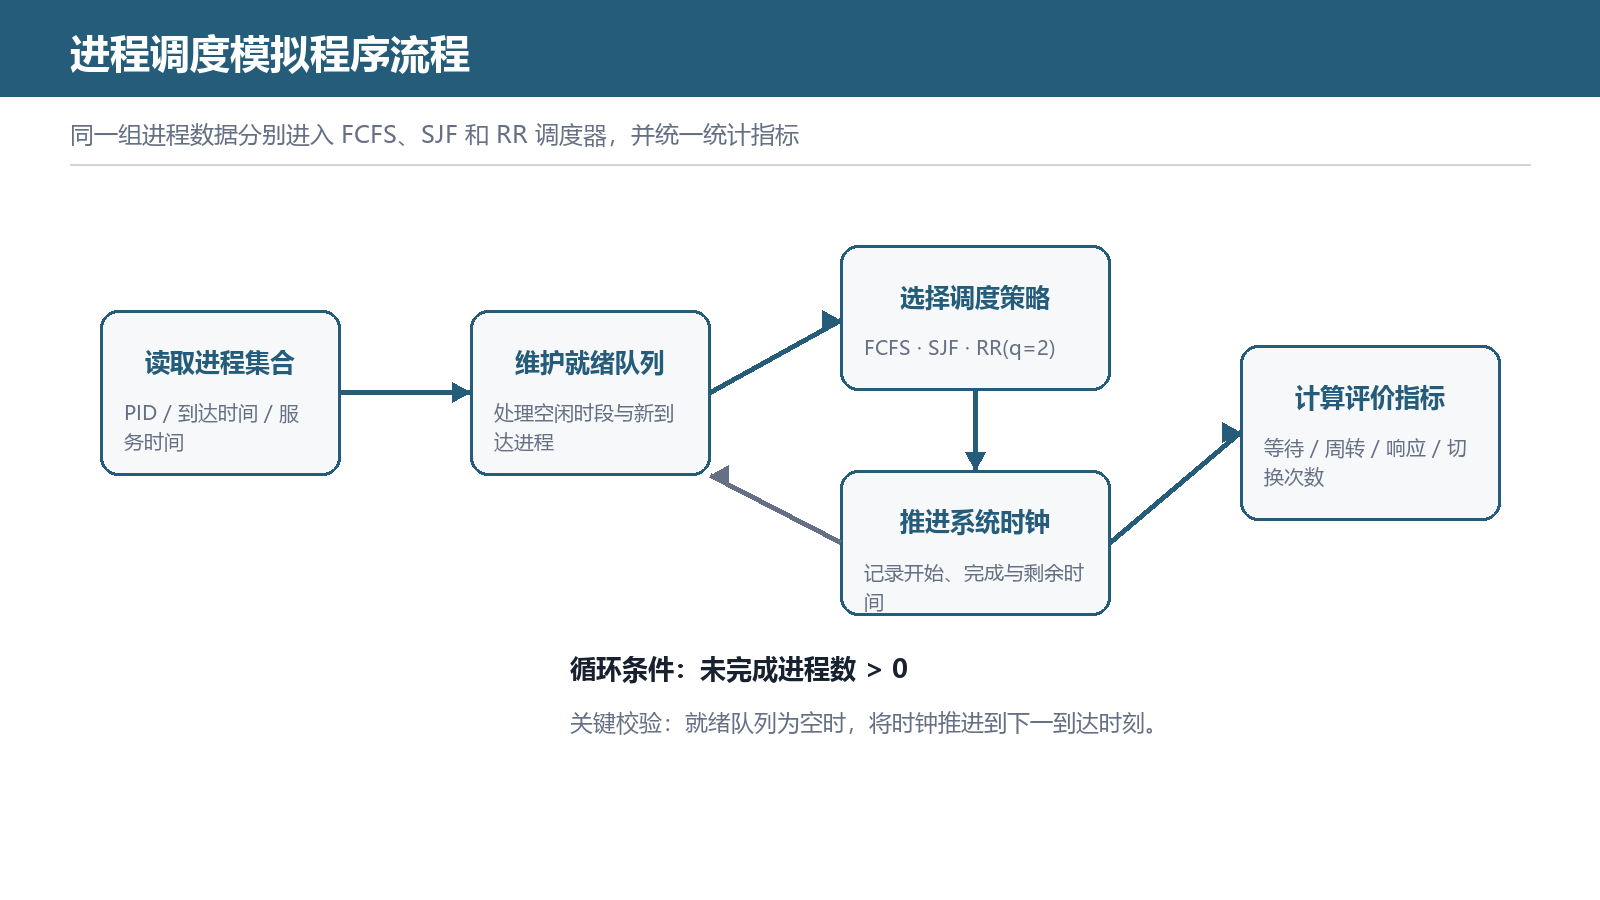 进程调度模拟程序流程
同一组进程数据分别进入 FCFS、SJF 和 RR 调度器，并统一统计指标
读取进程集合
PID / 到达时间 / 服
务时间
维护就绪队列
处理空闲时段与新到
达进程
选择调度策略
FCFS · SJF · RR(q=2)
推进系统时钟
记录开始、完成与剩余时
间
计算评价指标
等待 / 周转 / 响应 / 切
换次数
循环条件：未完成进程数 > 0
关键校验：就绪队列为空时，将时钟推进到下一到达时刻。